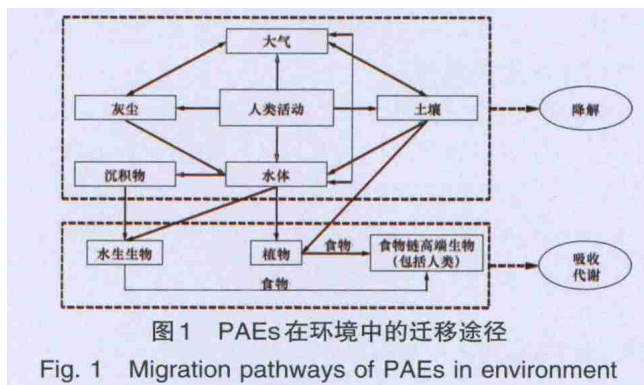 大气
灰尘
人类活动
土壤
降解
沉积物
水体
水生生物
植物
食物
食物链高端生物
(包括人类)
吸收
代谢
食物
图1 PAEs在环境中的迁移途径
Fig. 1 Migration pathways of PAEs in environment